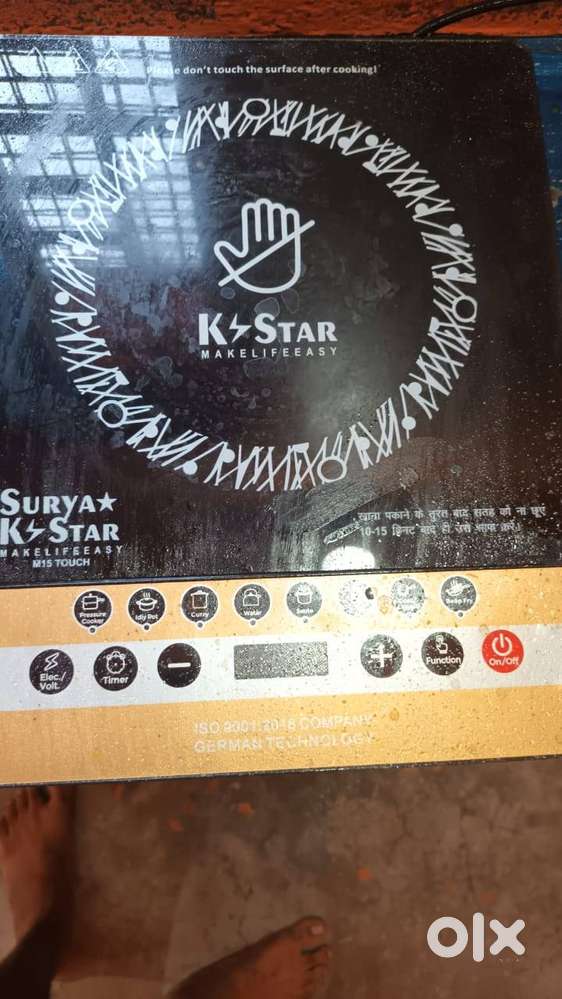 Please don't touch the surface after cooking!
K STAR
MAKELIFEEASY
SURYA★
K STAR
MAKELIFEEASY
M15 TOUCH
खाना पकाने के तुरंत बाद सतह को ना छुए
10-15 मिनट बाद ही उसे साफ करें।
Pressure Cooker
Idly Pot
Curry
Water
Saute
Deep Fry
Elec./Volt.
Timer
−
+
Function
On/Off
ISO 9001:2018 COMPANY
GERMAN TECHNOLOGY
olx